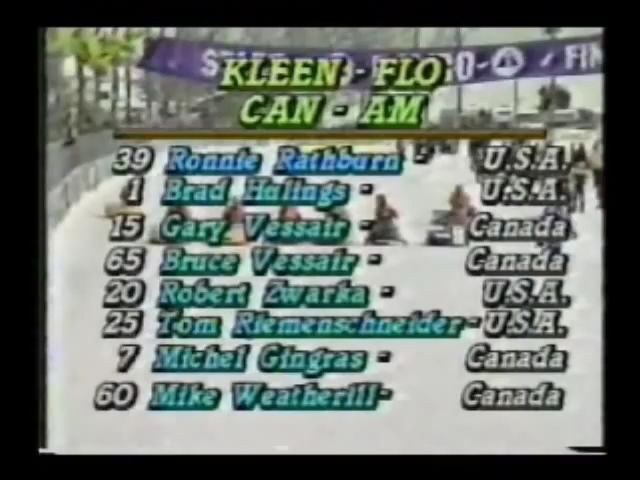 KLEEN - FLO
CAN - AM
39 Ronnie Rathburn - U.S.A.
1 Brad Hulings - U.S.A.
15 Gary Vessair - Canada
65 Bruce Vessair - Canada
20 Robert Zwarka - U.S.A.
25 Tom Riemenschneider - U.S.A.
7 Michel Gingras - Canada
60 Mike Weatherill - Canada